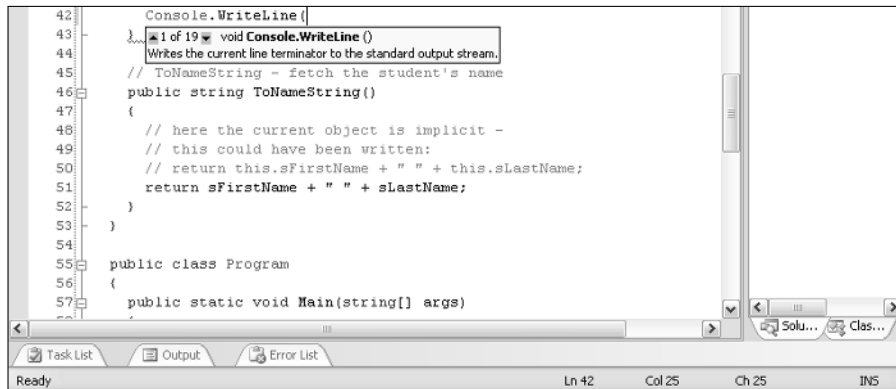 42 Console.WriteLine(
43 } ▲1 of 19▼ void Console.WriteLine ()
44 Writes the current line terminator to the standard output stream.
45 // ToNameString - fetch the student's name
46 public string ToNameString()
47 {
48 // here the current object is implicit -
49 // this could have been written:
50 // return this.sFirstName + " " + this.sLastName;
51 return sFirstName + " " + sLastName;
52 }
53 }
54
55 public class Program
56 {
57 public static void Main(string[] args)
Solu... Clas...
Task List Output Error List
Ready Ln 42 Col 25 Ch 25 INS